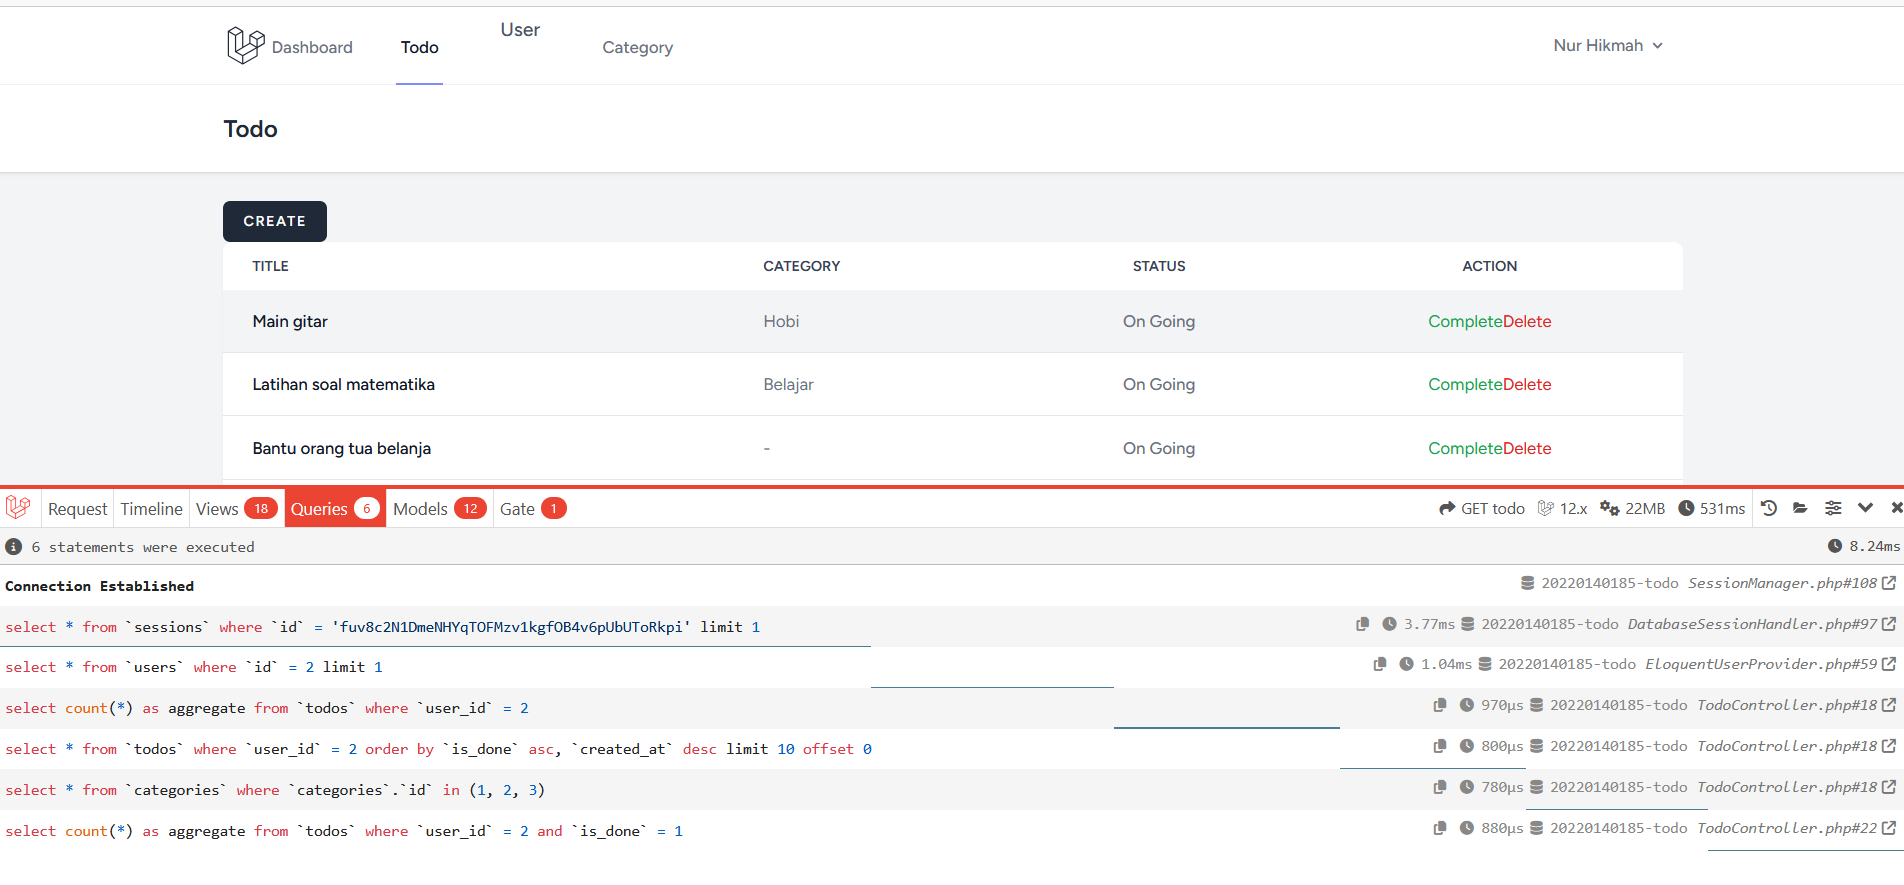 Dashboard Todo User Category Nur Hikmah
Todo
CREATE
TITLE CATEGORY STATUS ACTION
Main gitar Hobi On Going CompleteDelete
Latihan soal matematika Belajar On Going CompleteDelete
Bantu orang tua belanja - On Going CompleteDelete
Request Timeline Views 18 Queries 6 Models 12 Gate 1 GET todo 12.x 22MB 531ms
6 statements were executed 8.24ms
Connection Established 20220140185-todo SessionManager.php#108
select * from `sessions` where `id` = 'fuv8c2N1DmeNHYqTOFMzv1kgfOB4v6pUbUToRkpi' limit 1 3.77ms 20220140185-todo DatabaseSessionHandler.php#97
select * from `users` where `id` = 2 limit 1 1.04ms 20220140185-todo EloquentUserProvider.php#59
select count(*) as aggregate from `todos` where `user_id` = 2 970μs 20220140185-todo TodoController.php#18
select * from `todos` where `user_id` = 2 order by `is_done` asc, `created_at` desc limit 10 offset 0 800μs 20220140185-todo TodoController.php#18
select * from `categories` where `categories`.`id` in (1, 2, 3) 780μs 20220140185-todo TodoController.php#18
select count(*) as aggregate from `todos` where `user_id` = 2 and `is_done` = 1 880μs 20220140185-todo TodoController.php#22